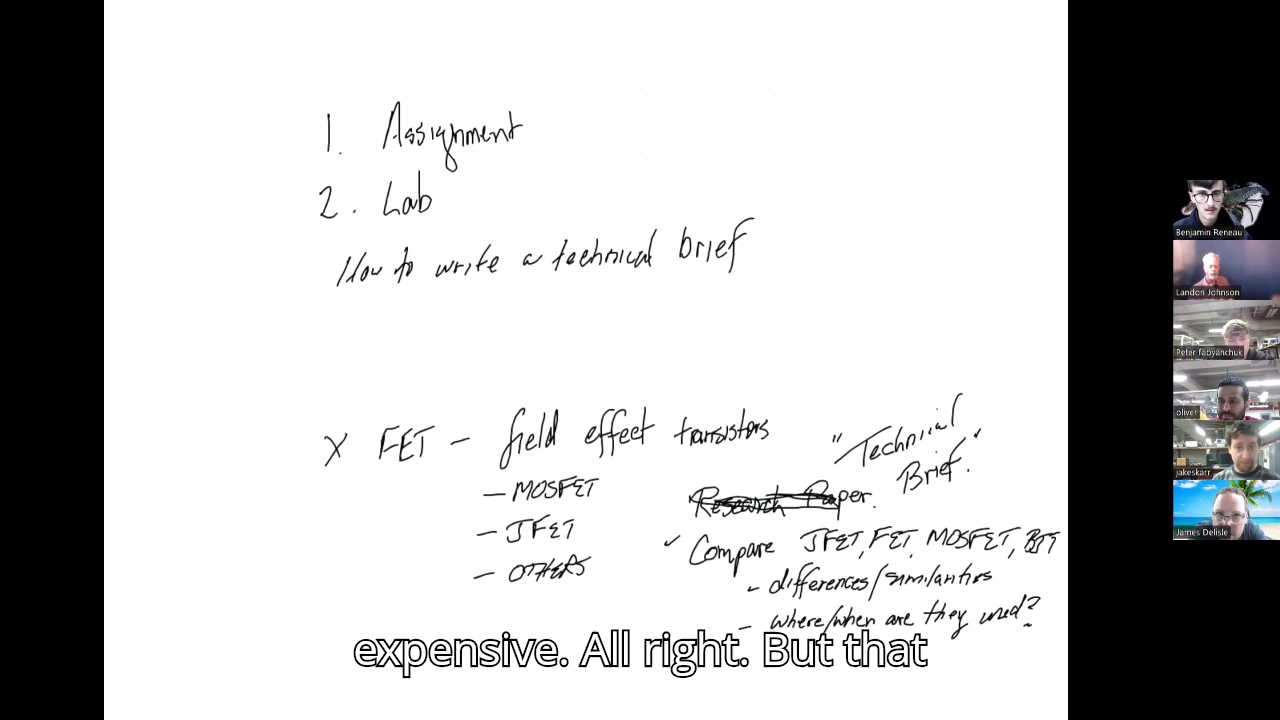 1. Assignment
2. Lab
How to write a technical brief
X FET - field effect transistors
- MOSFET
- JFET
- OTHERS
"Technical
Brief."
Research Paper.
✓ Compare JFET, FET, MOSFET, BJT
- differences/similarities
- where/when are they used?
expensive. All right. But that
Benjamin Reneau
Landon Johnson
Peter fabyanchuk
oliver
jakeskarr
James Delisle